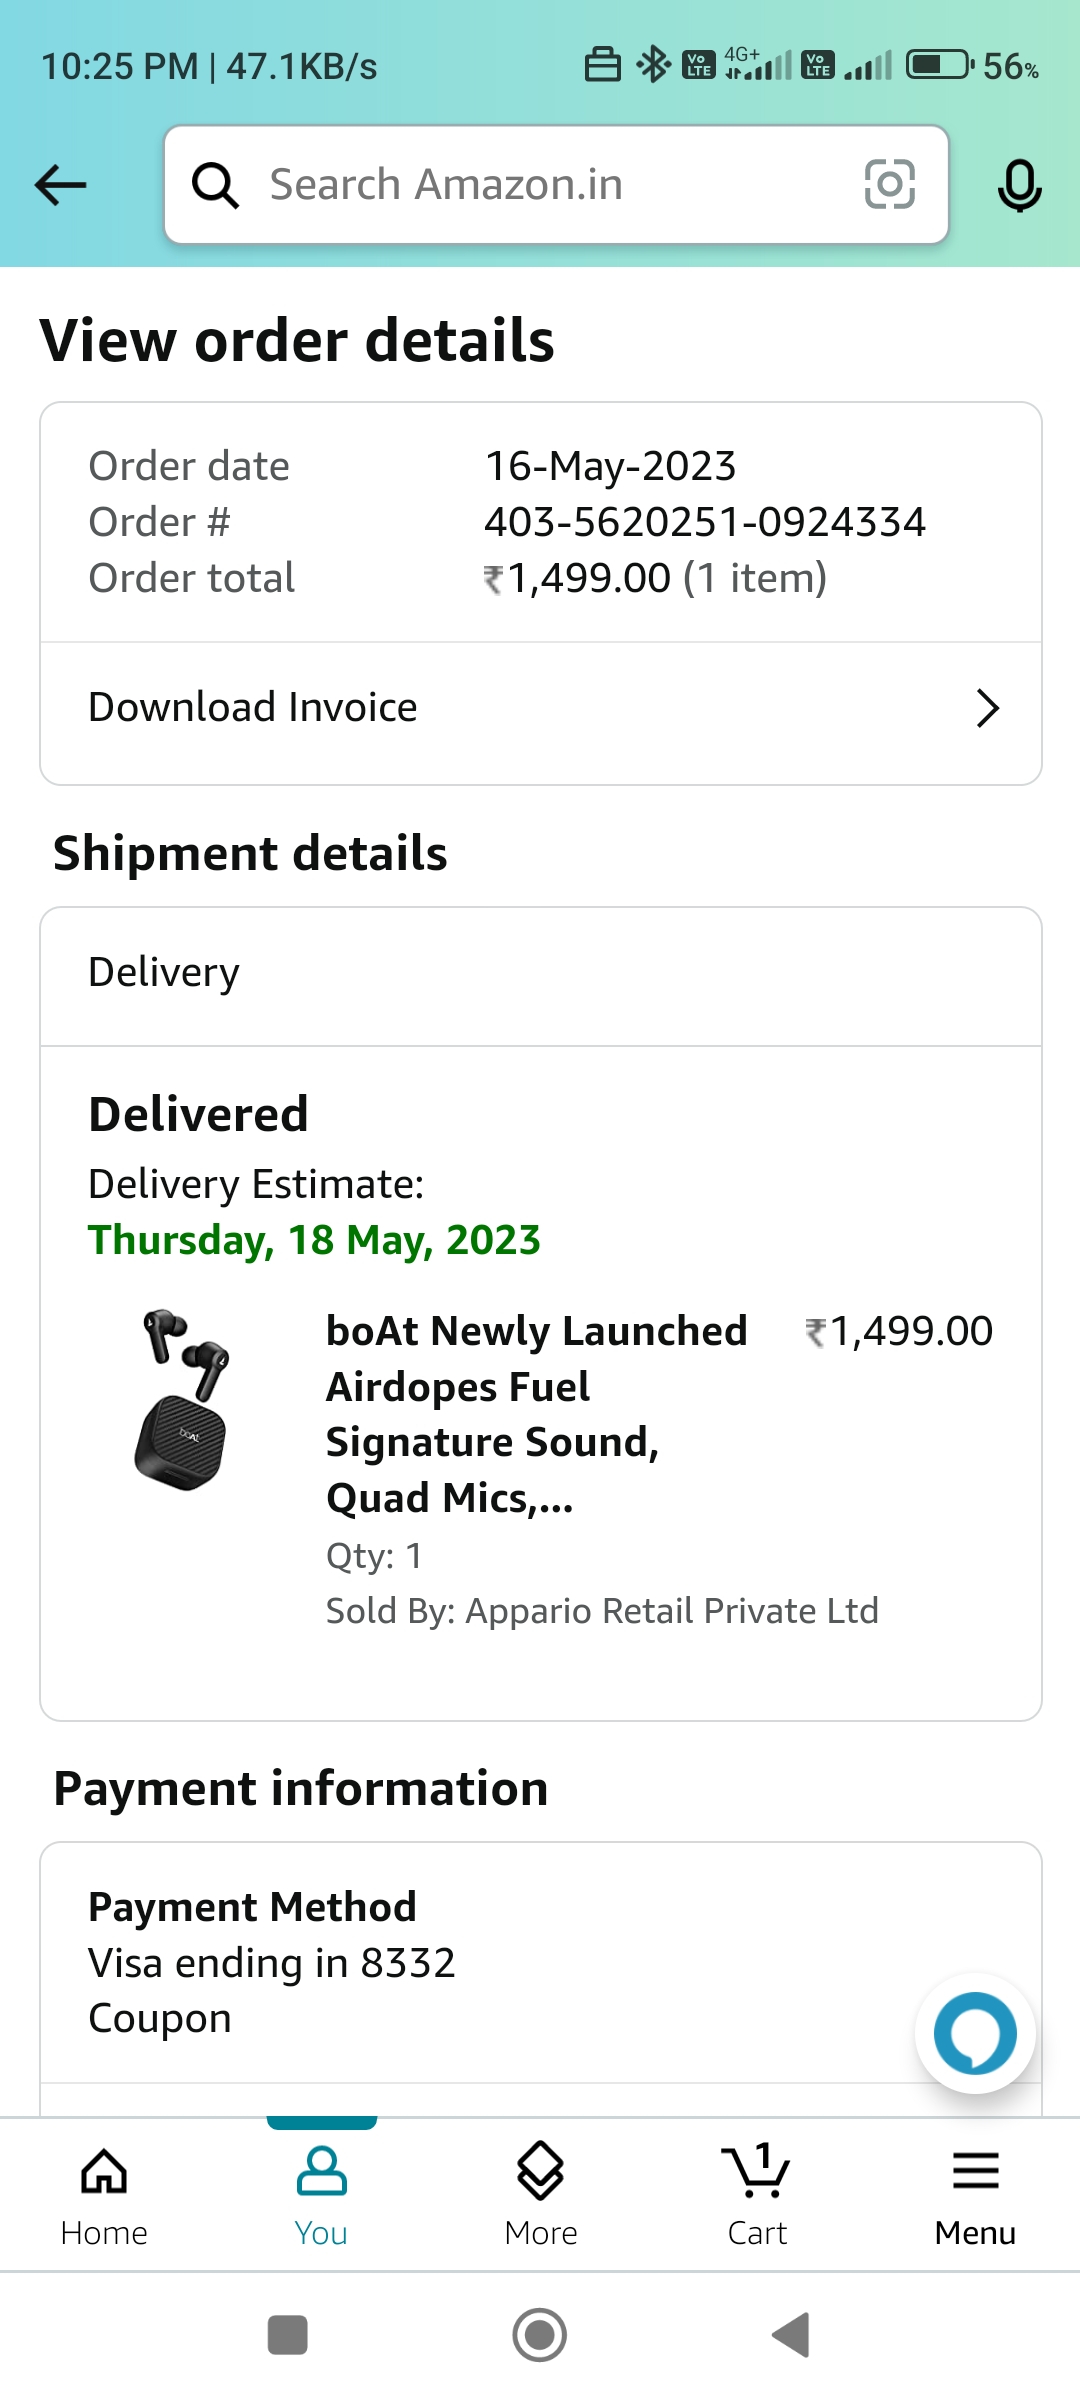 10:25 PM | 47.1KB/s
Vo LTE 4G+ Vo LTE 56%
Search Amazon.in
View order details
Order date 16-May-2023
Order # 403-5620251-0924334
Order total ₹1,499.00 (1 item)
Download Invoice
Shipment details
Delivery
Delivered
Delivery Estimate:
Thursday, 18 May, 2023
boAt Newly Launched ₹1,499.00
Airdopes Fuel
Signature Sound,
Quad Mics,...
Qty: 1
Sold By: Appario Retail Private Ltd
boAt
Payment information
Payment Method
Visa ending in 8332
Coupon
1
Home You More Cart Menu